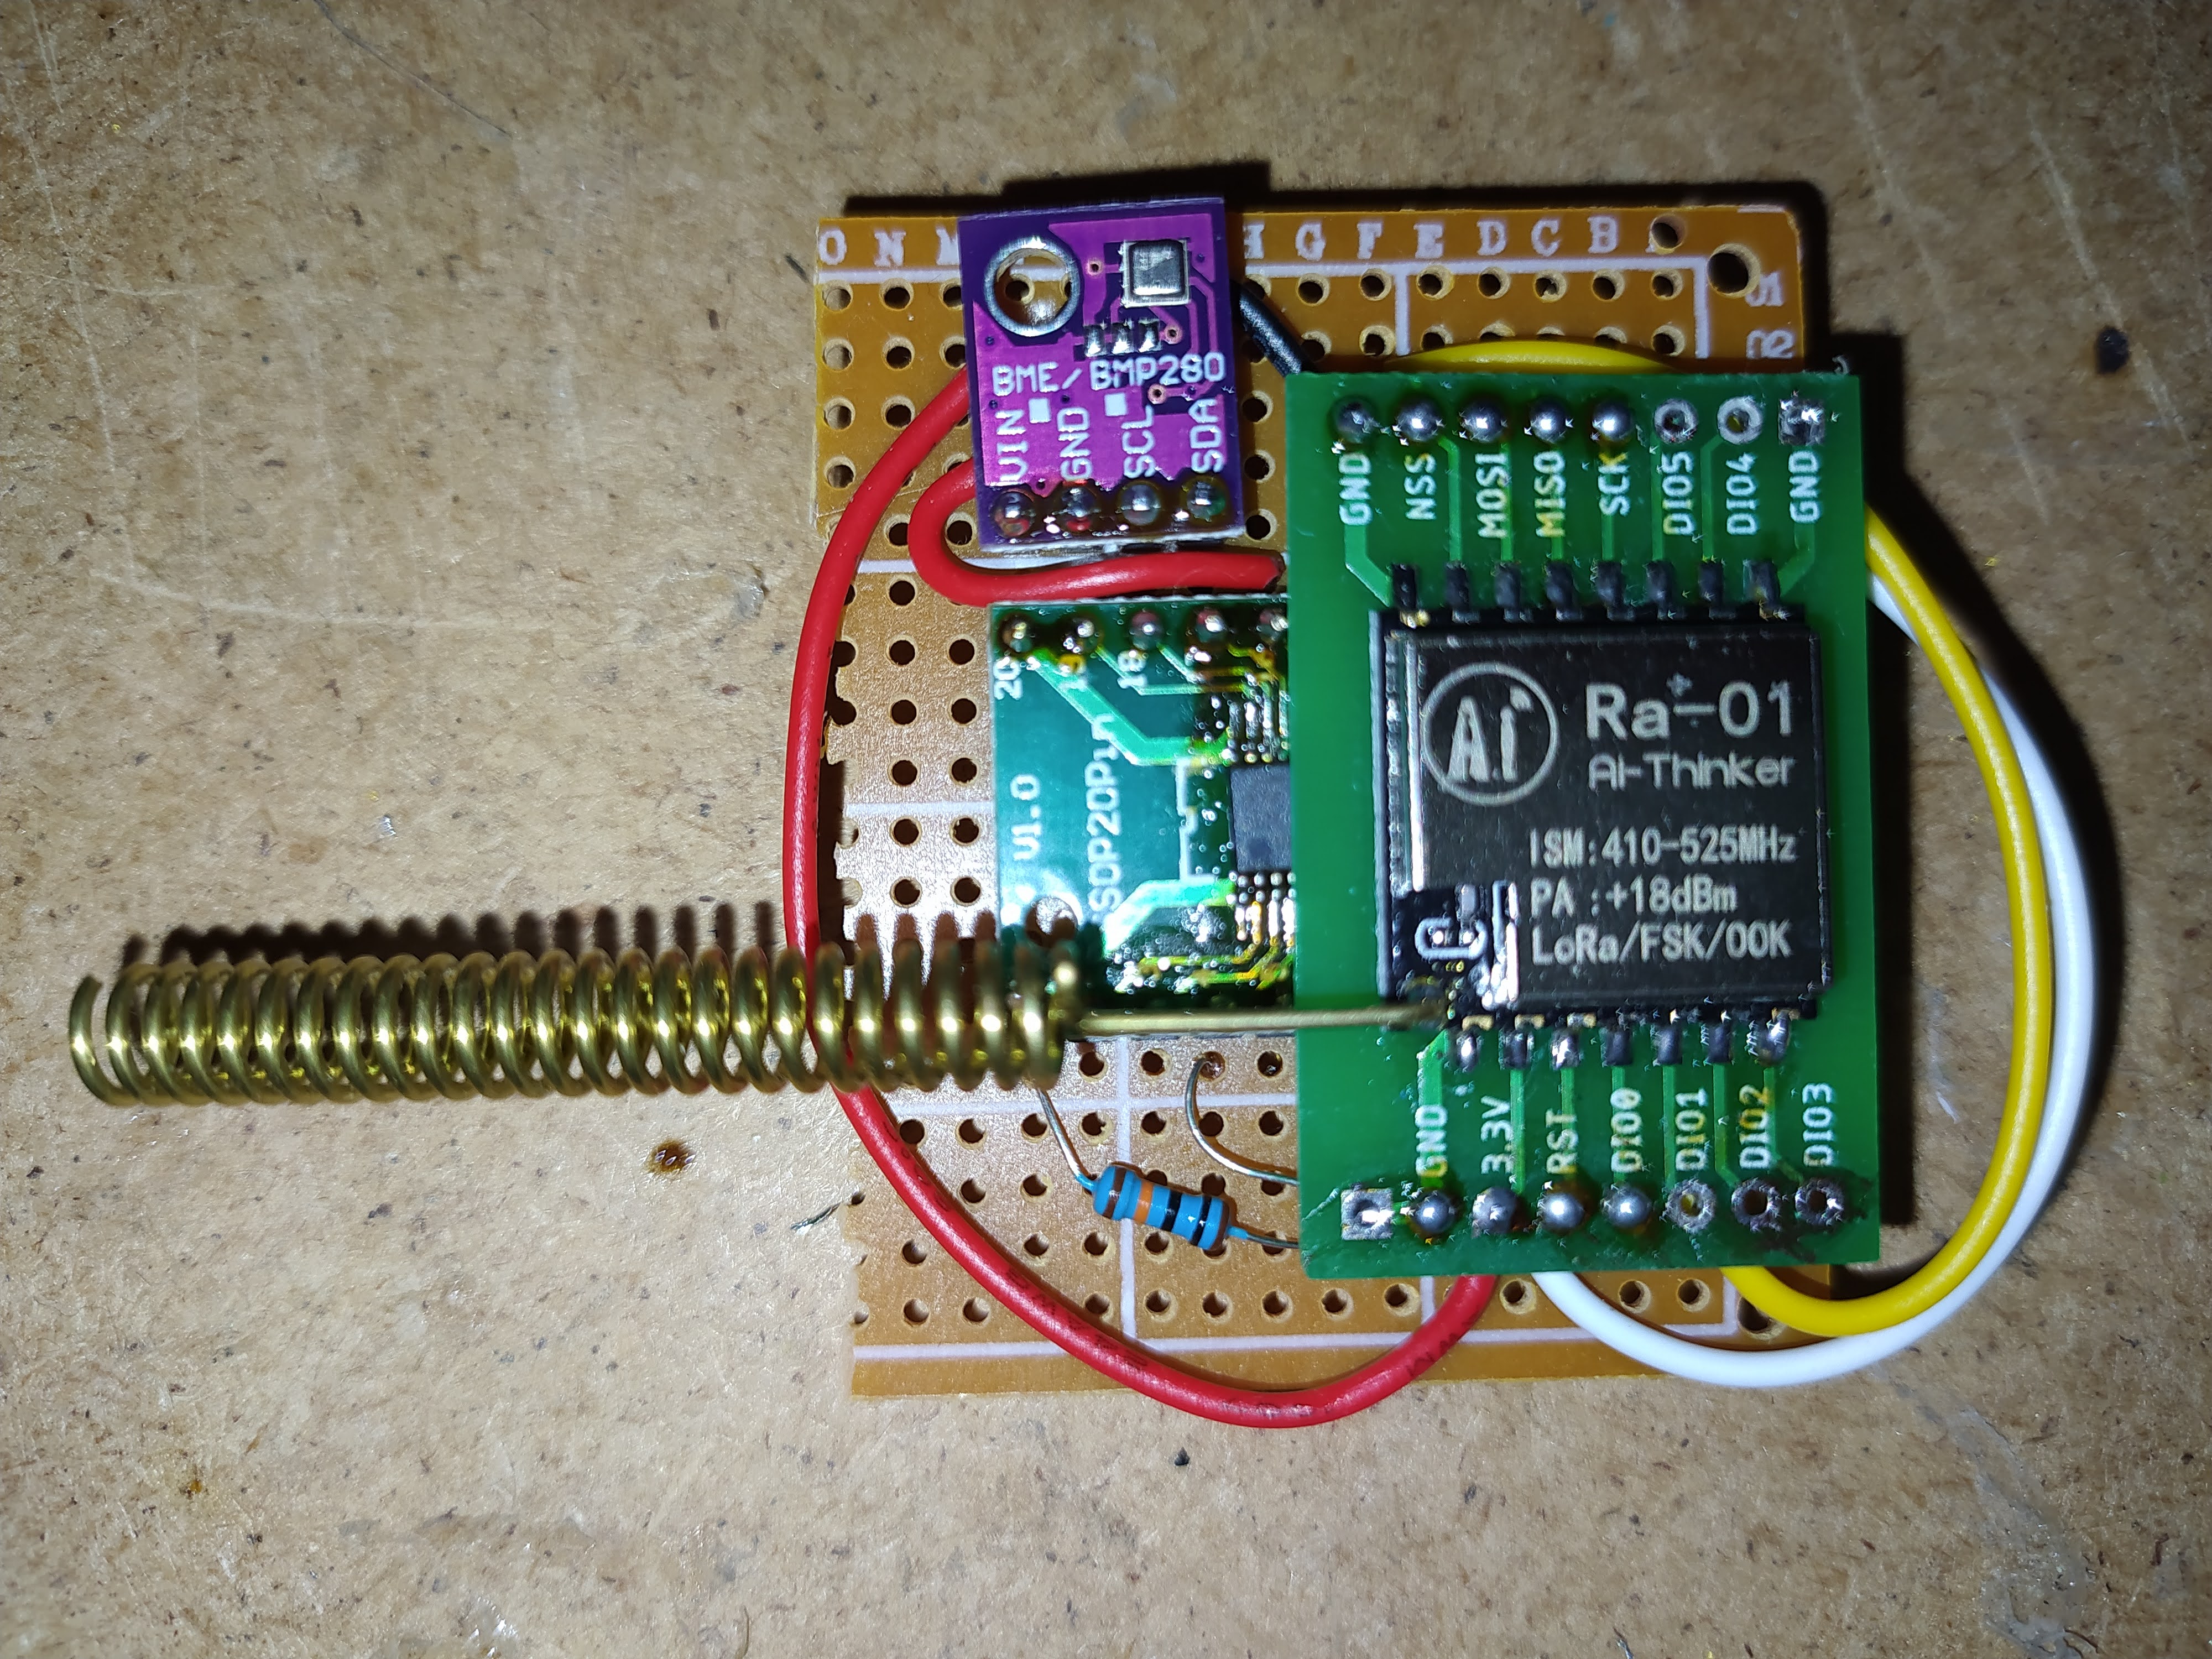 V1.0
SSOP20Pin
20
19
18
VIN
GND
SCL
SDA
BME/BMP280
O
N
GND
3.3V
RST
DIO0
DIO1
DIO2
DIO3
Ai
Ra-01
Ai-Thinker
ISM:410-525MHz
PA:+18dBm
LoRa/FSK/OOK
GND
NSS
MOSI
MISO
SCK
DIO5
DIO4
GND
H
G
F
E
D
C
B
A